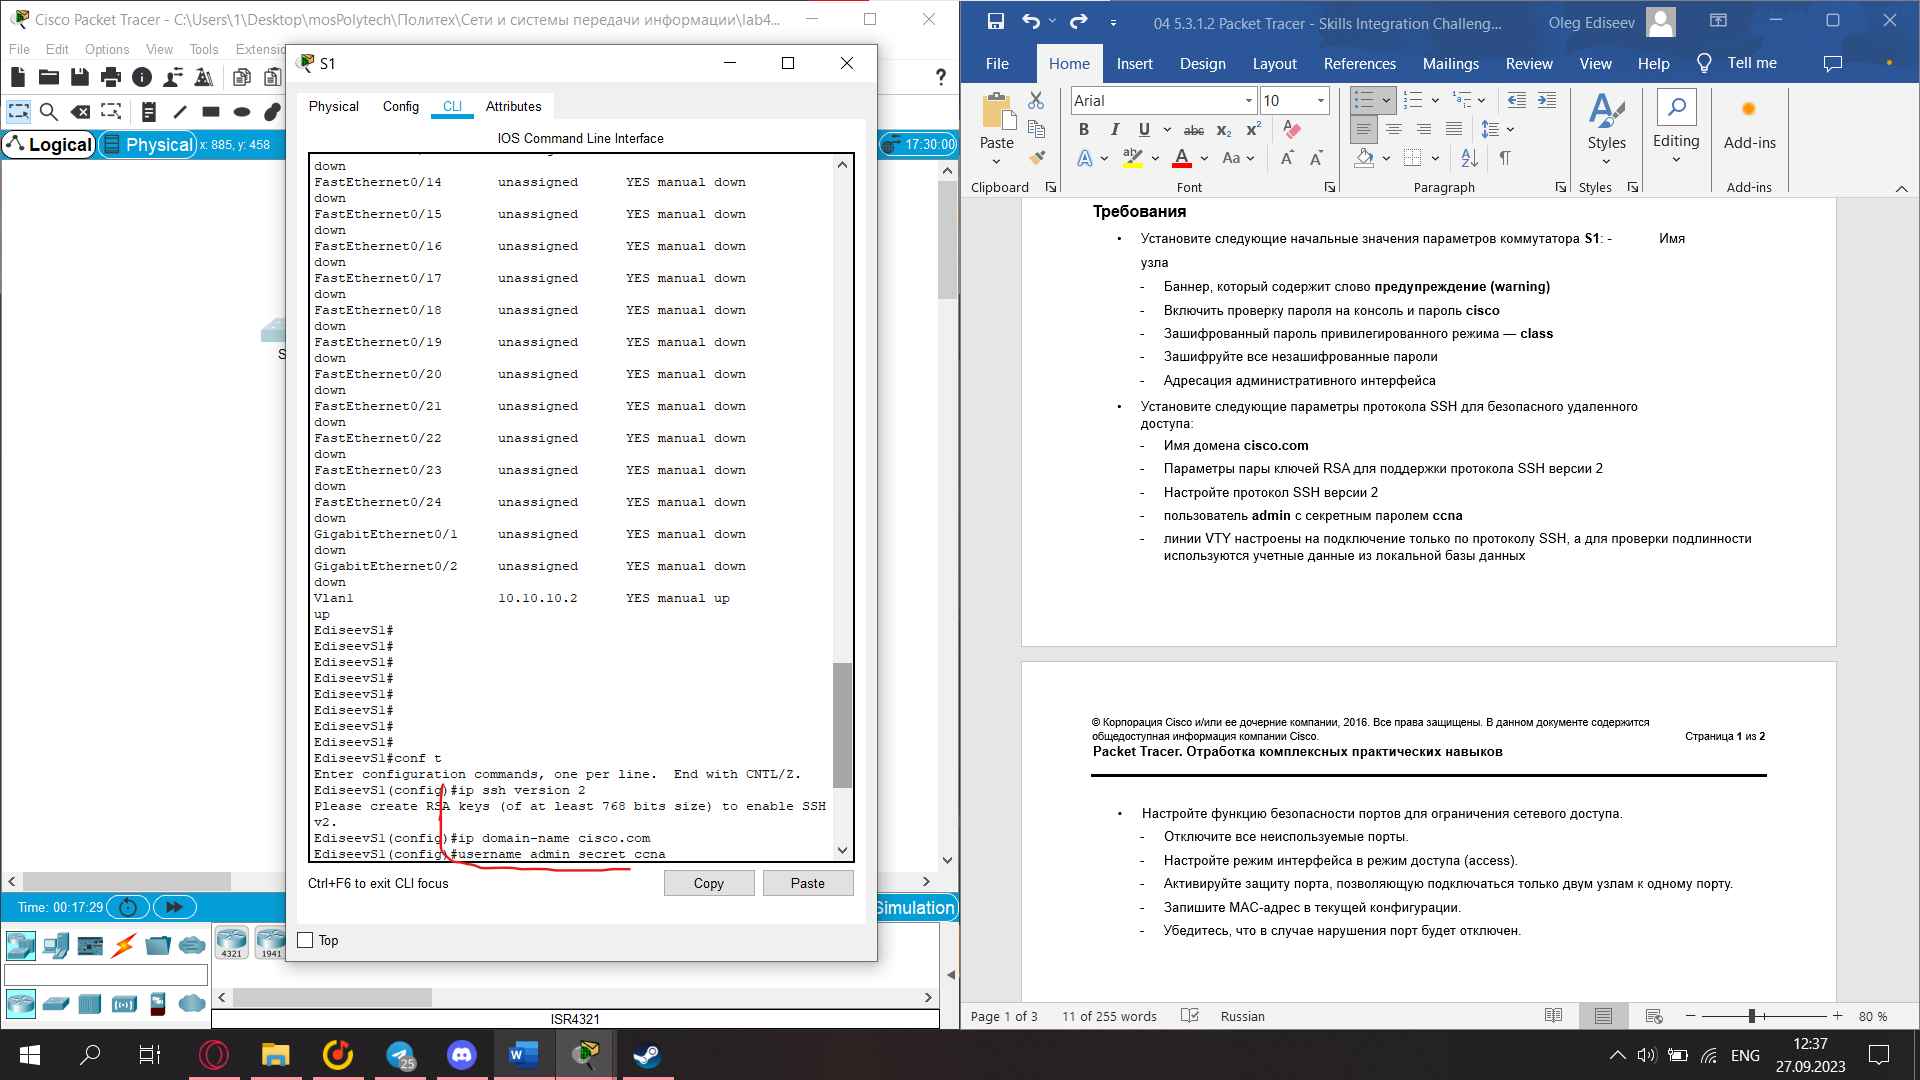 Cisco Packet Tracer - C:\Users\1\Desktop\mosPolytech\Политех\Сети и системы передачи информации\lab4...
File Edit Options View Tools Extensio
Logical
Physical x: 885, y: 458
17:30:00
S1
Physical Config CLI Attributes
IOS Command Line Interface
down
FastEthernet0/14 unassigned YES manual down
down
FastEthernet0/15 unassigned YES manual down
down
FastEthernet0/16 unassigned YES manual down
down
FastEthernet0/17 unassigned YES manual down
down
FastEthernet0/18 unassigned YES manual down
down
FastEthernet0/19 unassigned YES manual down
down
FastEthernet0/20 unassigned YES manual down
down
FastEthernet0/21 unassigned YES manual down
down
FastEthernet0/22 unassigned YES manual down
down
FastEthernet0/23 unassigned YES manual down
down
FastEthernet0/24 unassigned YES manual down
down
GigabitEthernet0/1 unassigned YES manual down
down
GigabitEthernet0/2 unassigned YES manual down
down
Vlan1 10.10.10.2 YES manual up
up
EdiseevS1#
EdiseevS1#
EdiseevS1#
EdiseevS1#
EdiseevS1#
EdiseevS1#
EdiseevS1#
EdiseevS1#
EdiseevS1#conf t
Enter configuration commands, one per line. End with CNTL/Z.
EdiseevS1(config)#ip ssh version 2
Please create RSA keys (of at least 768 bits size) to enable SSH
v2.
EdiseevS1(config)#ip domain-name cisco.com
EdiseevS1(config)#username admin secret ccna
Ctrl+F6 to exit CLI focus
Copy Paste
Top
S
Time: 00:17:29
Simulation
4321 1941
ISR4321
04 5.3.1.2 Packet Tracer - Skills Integration Challeng...
Oleg Ediseev
File Home Insert Design Layout References Mailings Review View Help Tell me
Paste
Arial 10
Styles
Editing
Add-ins
Clipboard Font Paragraph Styles Add-ins
Требования
• Установите следующие начальные значения параметров коммутатора S1: - Имя
узла
- Баннер, который содержит слово предупреждение (warning)
- Включить проверку пароля на консоль и пароль cisco
- Зашифрованный пароль привилегированного режима — class
- Зашифруйте все незашифрованные пароли
- Адресация административного интерфейса
• Установите следующие параметры протокола SSH для безопасного удаленного
доступа:
- Имя домена cisco.com
- Параметры пары ключей RSA для поддержки протокола SSH версии 2
- Настройте протокол SSH версии 2
- пользователь admin с секретным паролем ccna
- линии VTY настроены на подключение только по протоколу SSH, а для проверки подлинности
используются учетные данные из локальной базы данных
© Корпорация Cisco и/или ее дочерние компании, 2016. Все права защищены. В данном документе содержится
общедоступная информация компании Cisco. Страница 1 из 2
Packet Tracer. Отработка комплексных практических навыков
• Настройте функцию безопасности портов для ограничения сетевого доступа.
- Отключите все неиспользуемые порты.
- Настройте режим интерфейса в режим доступа (access).
- Активируйте защиту порта, позволяющую подключаться только двум узлам к одному порту.
- Запишите MAC-адрес в текущей конфигурации.
- Убедитесь, что в случае нарушения порт будет отключен.
Page 1 of 3 11 of 255 words Russian 80 %
25
ENG
12:37
27.09.2023